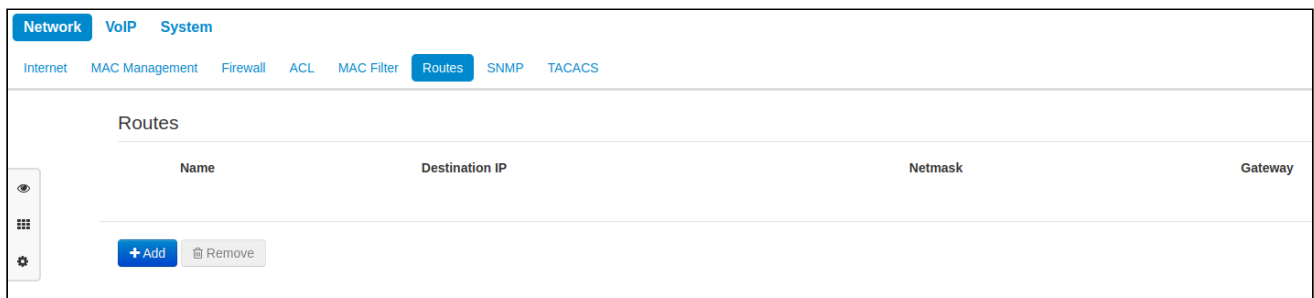 Network VoIP System
Internet MAC Management Firewall ACL MAC Filter Routes SNMP TACACS
Routes
Name Destination IP Netmask Gateway
Add Remove